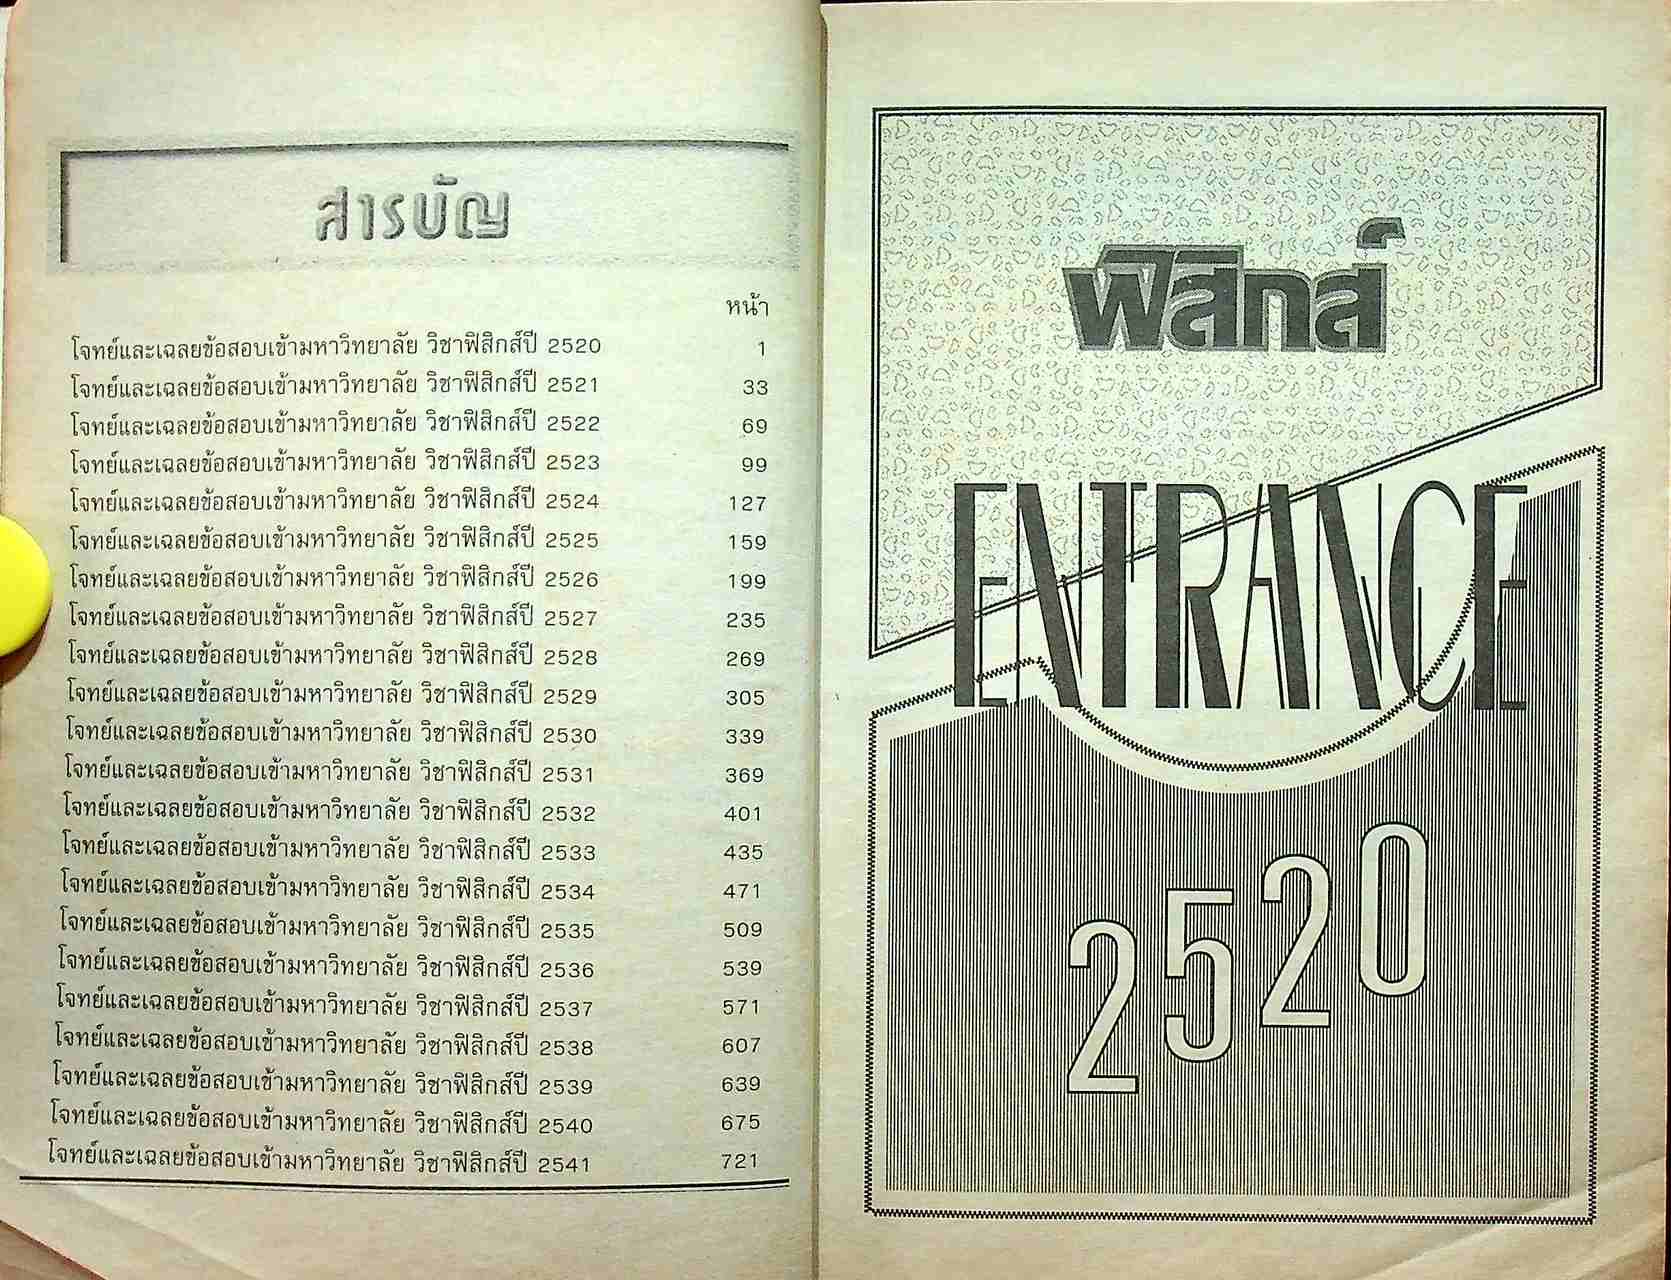 สารบัญ
หน้า
โจทย์และเฉลยข้อสอบเข้ามหาวิทยาลัย วิชาฟิสิกส์ปี 2520 1
โจทย์และเฉลยข้อสอบเข้ามหาวิทยาลัย วิชาฟิสิกส์ปี 2521 33
โจทย์และเฉลยข้อสอบเข้ามหาวิทยาลัย วิชาฟิสิกส์ปี 2522 69
โจทย์และเฉลยข้อสอบเข้ามหาวิทยาลัย วิชาฟิสิกส์ปี 2523 99
โจทย์และเฉลยข้อสอบเข้ามหาวิทยาลัย วิชาฟิสิกส์ปี 2524 127
โจทย์และเฉลยข้อสอบเข้ามหาวิทยาลัย วิชาฟิสิกส์ปี 2525 159
โจทย์และเฉลยข้อสอบเข้ามหาวิทยาลัย วิชาฟิสิกส์ปี 2526 199
โจทย์และเฉลยข้อสอบเข้ามหาวิทยาลัย วิชาฟิสิกส์ปี 2527 235
โจทย์และเฉลยข้อสอบเข้ามหาวิทยาลัย วิชาฟิสิกส์ปี 2528 269
โจทย์และเฉลยข้อสอบเข้ามหาวิทยาลัย วิชาฟิสิกส์ปี 2529 305
โจทย์และเฉลยข้อสอบเข้ามหาวิทยาลัย วิชาฟิสิกส์ปี 2530 339
โจทย์และเฉลยข้อสอบเข้ามหาวิทยาลัย วิชาฟิสิกส์ปี 2531 369
โจทย์และเฉลยข้อสอบเข้ามหาวิทยาลัย วิชาฟิสิกส์ปี 2532 401
โจทย์และเฉลยข้อสอบเข้ามหาวิทยาลัย วิชาฟิสิกส์ปี 2533 435
โจทย์และเฉลยข้อสอบเข้ามหาวิทยาลัย วิชาฟิสิกส์ปี 2534 471
โจทย์และเฉลยข้อสอบเข้ามหาวิทยาลัย วิชาฟิสิกส์ปี 2535 509
โจทย์และเฉลยข้อสอบเข้ามหาวิทยาลัย วิชาฟิสิกส์ปี 2536 539
โจทย์และเฉลยข้อสอบเข้ามหาวิทยาลัย วิชาฟิสิกส์ปี 2537 571
โจทย์และเฉลยข้อสอบเข้ามหาวิทยาลัย วิชาฟิสิกส์ปี 2538 607
โจทย์และเฉลยข้อสอบเข้ามหาวิทยาลัย วิชาฟิสิกส์ปี 2539 639
โจทย์และเฉลยข้อสอบเข้ามหาวิทยาลัย วิชาฟิสิกส์ปี 2540 675
โจทย์และเฉลยข้อสอบเข้ามหาวิทยาลัย วิชาฟิสิกส์ปี 2541 721
ฟิสิกส์
ENTRANCE
2520